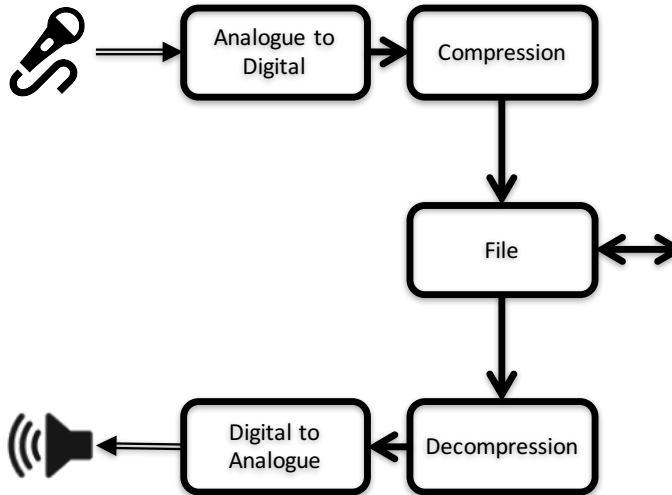 Analogue to
Digital
Compression
File
Digital to
Analogue
Decompression